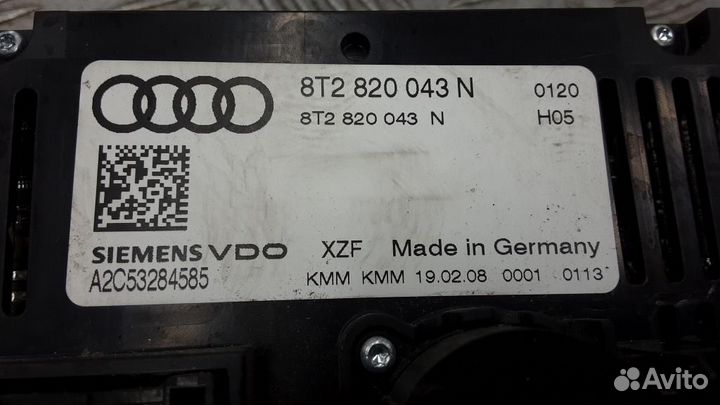 8T2 820 043 N 0120
8T2 820 043 N H05
SIEMENS VDO XZF Made in Germany
A2C53284585 KMM KMM 19.02.08 0001 0113
Avito